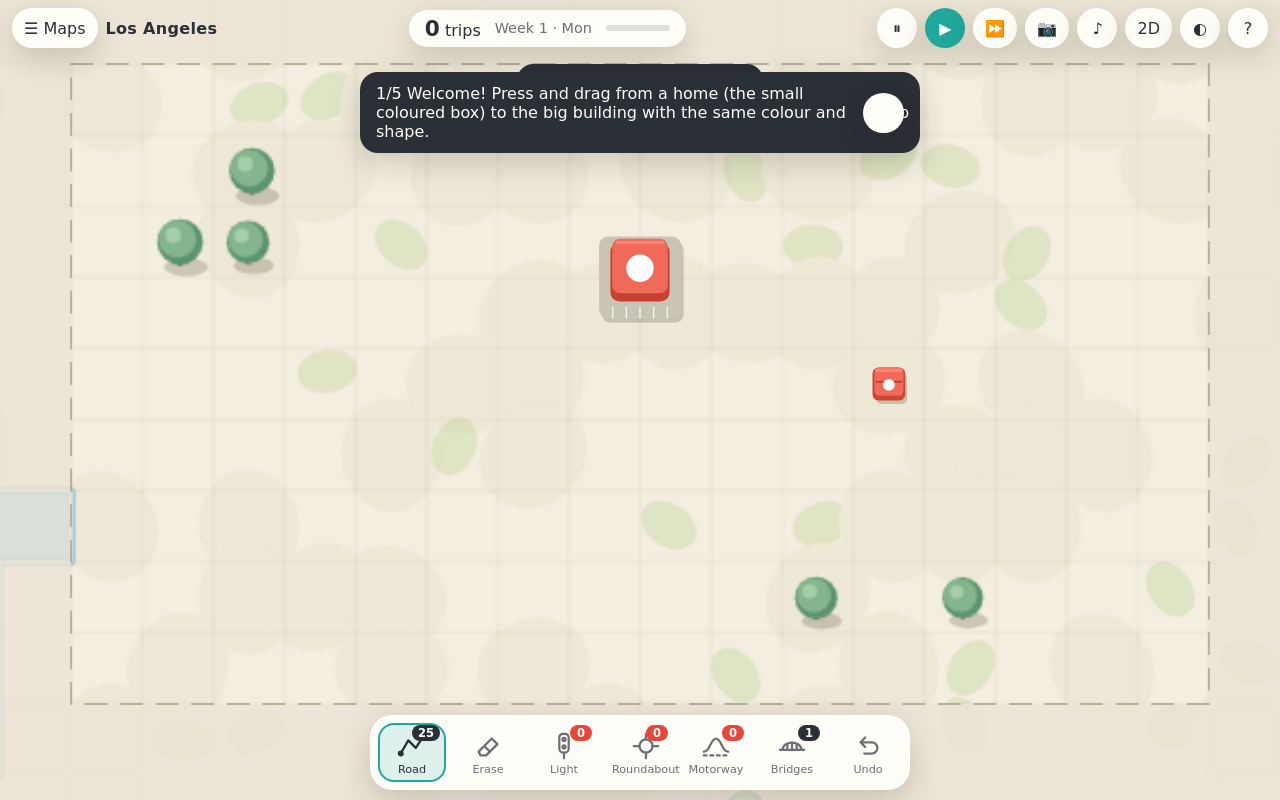 ☰ Maps
Los Angeles
0 trips
Week 1 · Mon
2D
?
1/5 Welcome! Press and drag from a home (the small
coloured box) to the big building with the same colour and
shape.
25
0
0
0
1
Road
Erase
Light
Roundabout
Motorway
Bridges
Undo